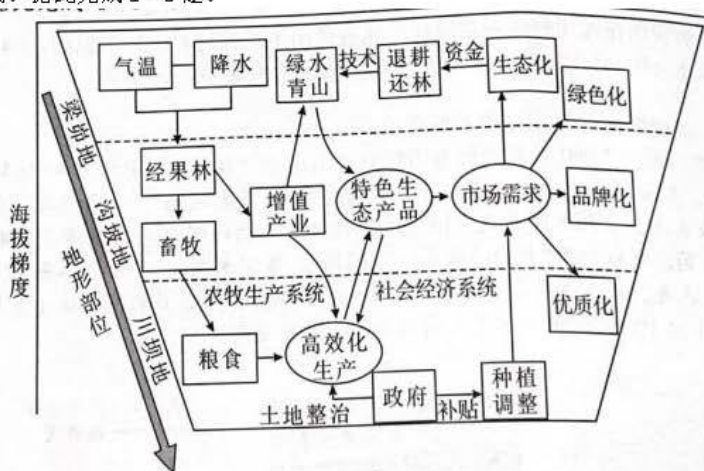 气温
降水
绿水
青山
技术
退耕
还林
资金
生态化
绿色化
梁峁地
经果林
增值
产业
特色生
态产品
市场需求
品牌化
海拔梯度
沟坡地
地形部位
畜牧
农牧生产系统
社会经济系统
优质化
川坝地
粮食
高效化
生产
政府
种植
调整
土地整治
补贴